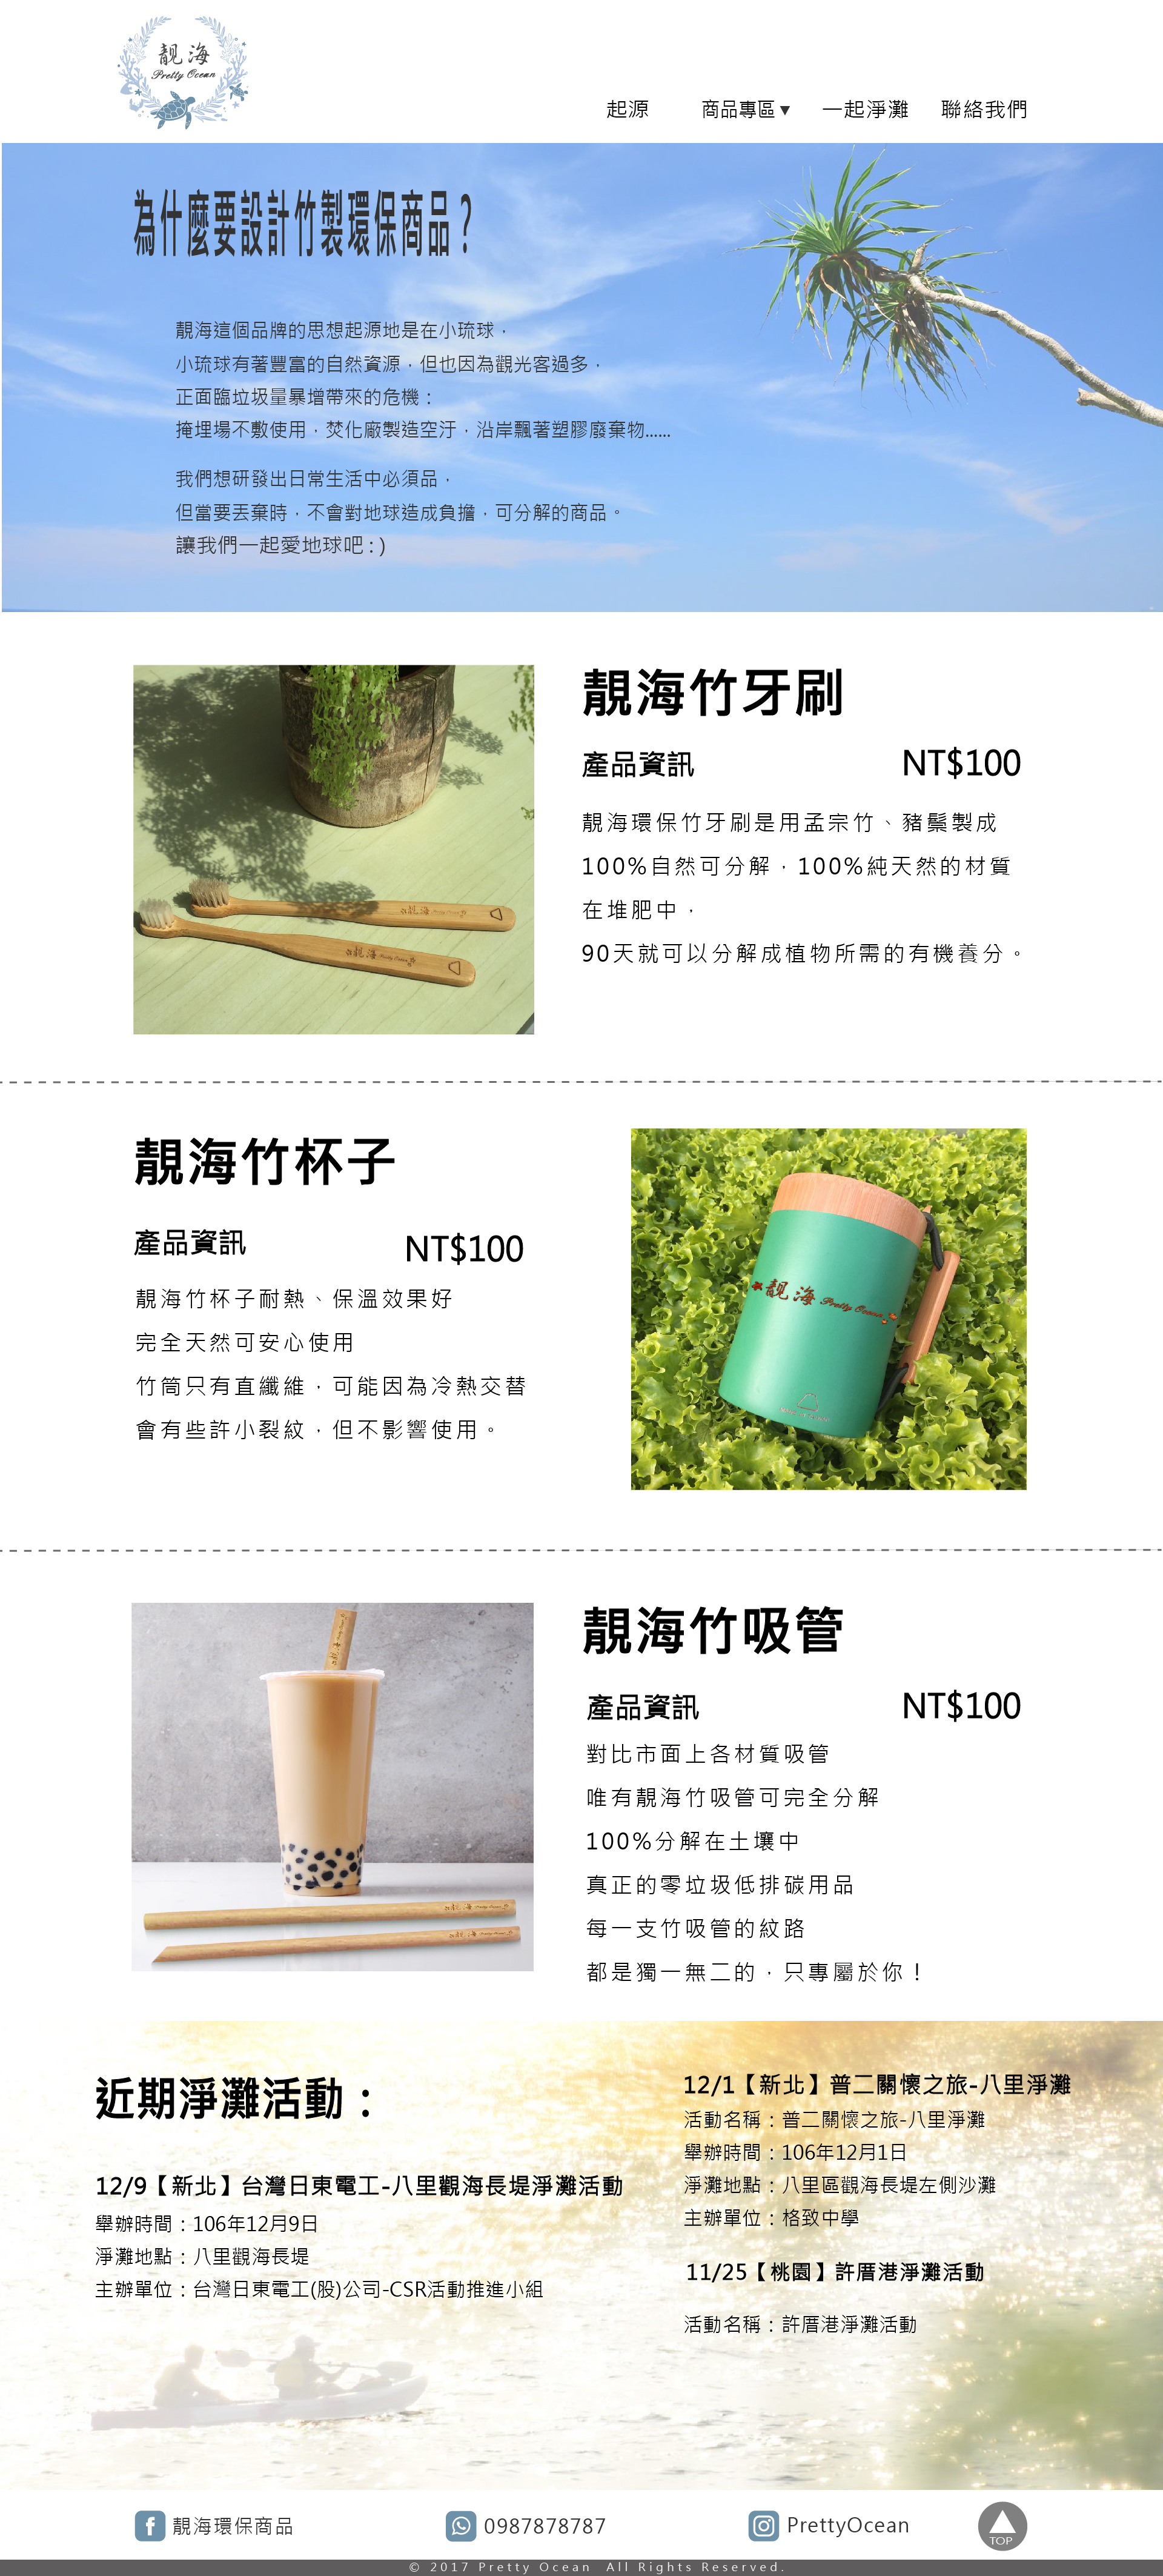 靚海
Pretty Ocean
起源 商品專區▼ 一起淨灘 聯絡我們
為什麼要設計竹製環保商品？
靚海這個品牌的思想起源地是在小琉球，
小琉球有著豐富的自然資源，但也因為觀光客過多，
正面臨垃圾量暴增帶來的危機：
掩埋場不敷使用，焚化廠製造空汙，沿岸飄著塑膠廢棄物......
我們想研發出日常生活中必須品，
但當要丟棄時，不會對地球造成負擔，可分解的商品。
讓我們一起愛地球吧 : )
靚海竹牙刷
產品資訊 NT$100
靚海環保竹牙刷是用孟宗竹、豬鬃製成
100%自然可分解，100%純天然的材質
在堆肥中，
90天就可以分解成植物所需的有機養分。
靚海 Pretty Ocean
靚海 Pretty Ocean
靚海竹杯子
產品資訊 NT$100
靚海竹杯子耐熱、保溫效果好
完全天然可安心使用
竹筒只有直纖維，可能因為冷熱交替
會有些許小裂紋，但不影響使用。
靚海 Pretty Ocean
靚海竹吸管
產品資訊 NT$100
對比市面上各材質吸管
唯有靚海竹吸管可完全分解
100%分解在土壤中
真正的零垃圾低排碳用品
每一支竹吸管的紋路
都是獨一無二的，只專屬於你！
靚海 Pretty Ocean
靚海 Pretty Ocean
近期淨灘活動：
12/9【新北】台灣日東電工-八里觀海長堤淨灘活動
舉辦時間：106年12月9日
淨灘地點：八里觀海長堤
主辦單位：台灣日東電工(股)公司-CSR活動推進小組
12/1【新北】普二關懷之旅-八里淨灘
活動名稱：普二關懷之旅-八里淨灘
舉辦時間：106年12月1日
淨灘地點：八里區觀海長堤左側沙灘
主辦單位：格致中學
11/25【桃園】許厝港淨灘活動
活動名稱：許厝港淨灘活動
靚海環保商品
0987878787
PrettyOcean
TOP
© 2017 Pretty Ocean All Rights Reserved.